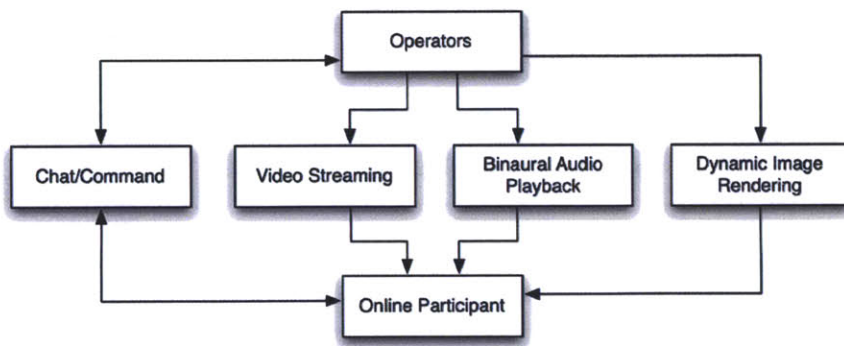 Operators
Chat/Command
Video Streaming
Binaural Audio
Playback
Dynamic Image
Rendering
Online Participant